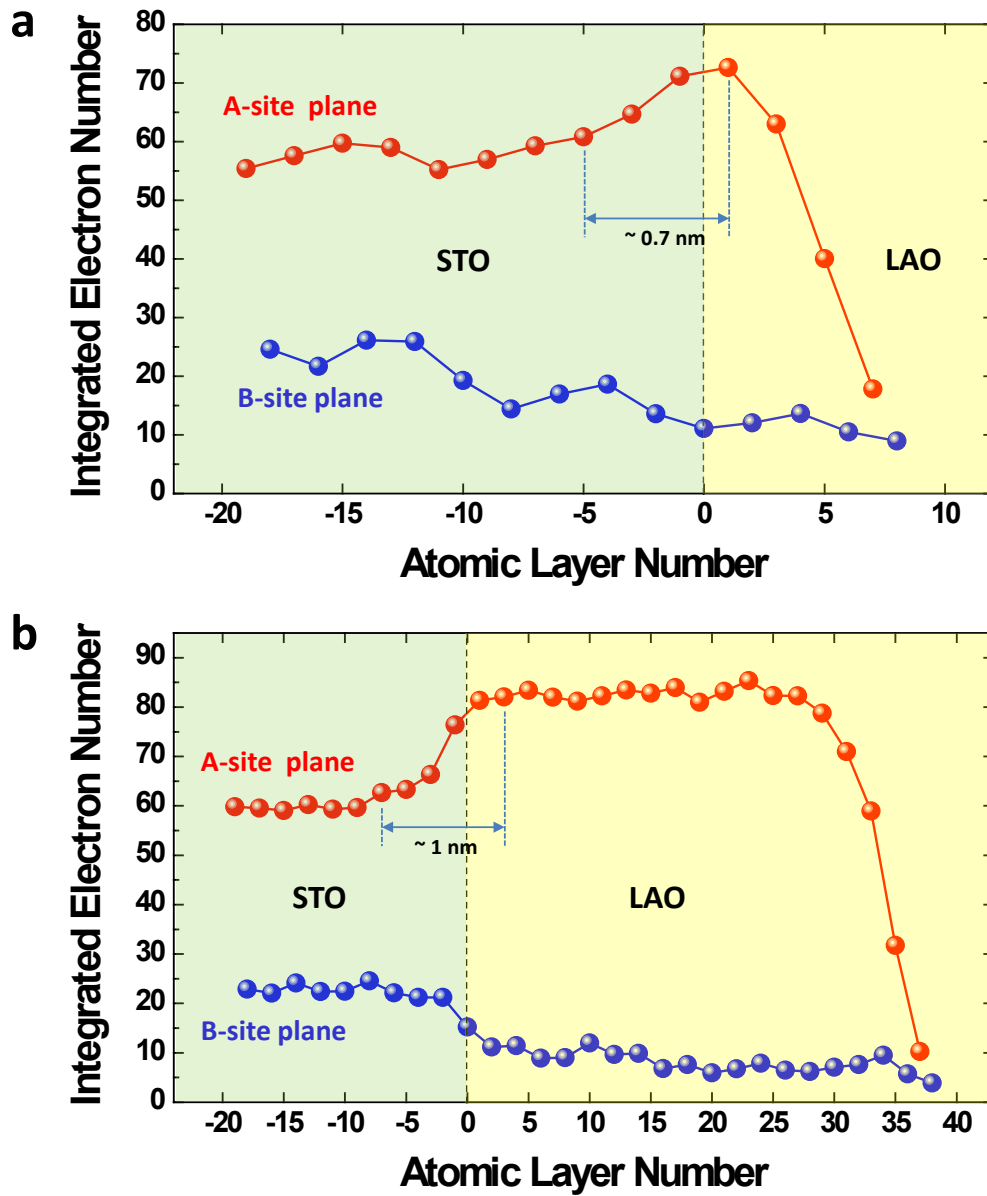 a
Integrated Electron Number
80
70
60
50
40
30
20
10
0
A-site plane
~ 0.7 nm
STO
LAO
B-site plane
-20 -15 -10 -5 0 5 10
Atomic Layer Number
b
Integrated Electron Number
90
80
70
60
50
40
30
20
10
0
A-site plane
~ 1 nm
STO
LAO
B-site plane
-20 -15 -10 -5 0 5 10 15 20 25 30 35 40
Atomic Layer Number